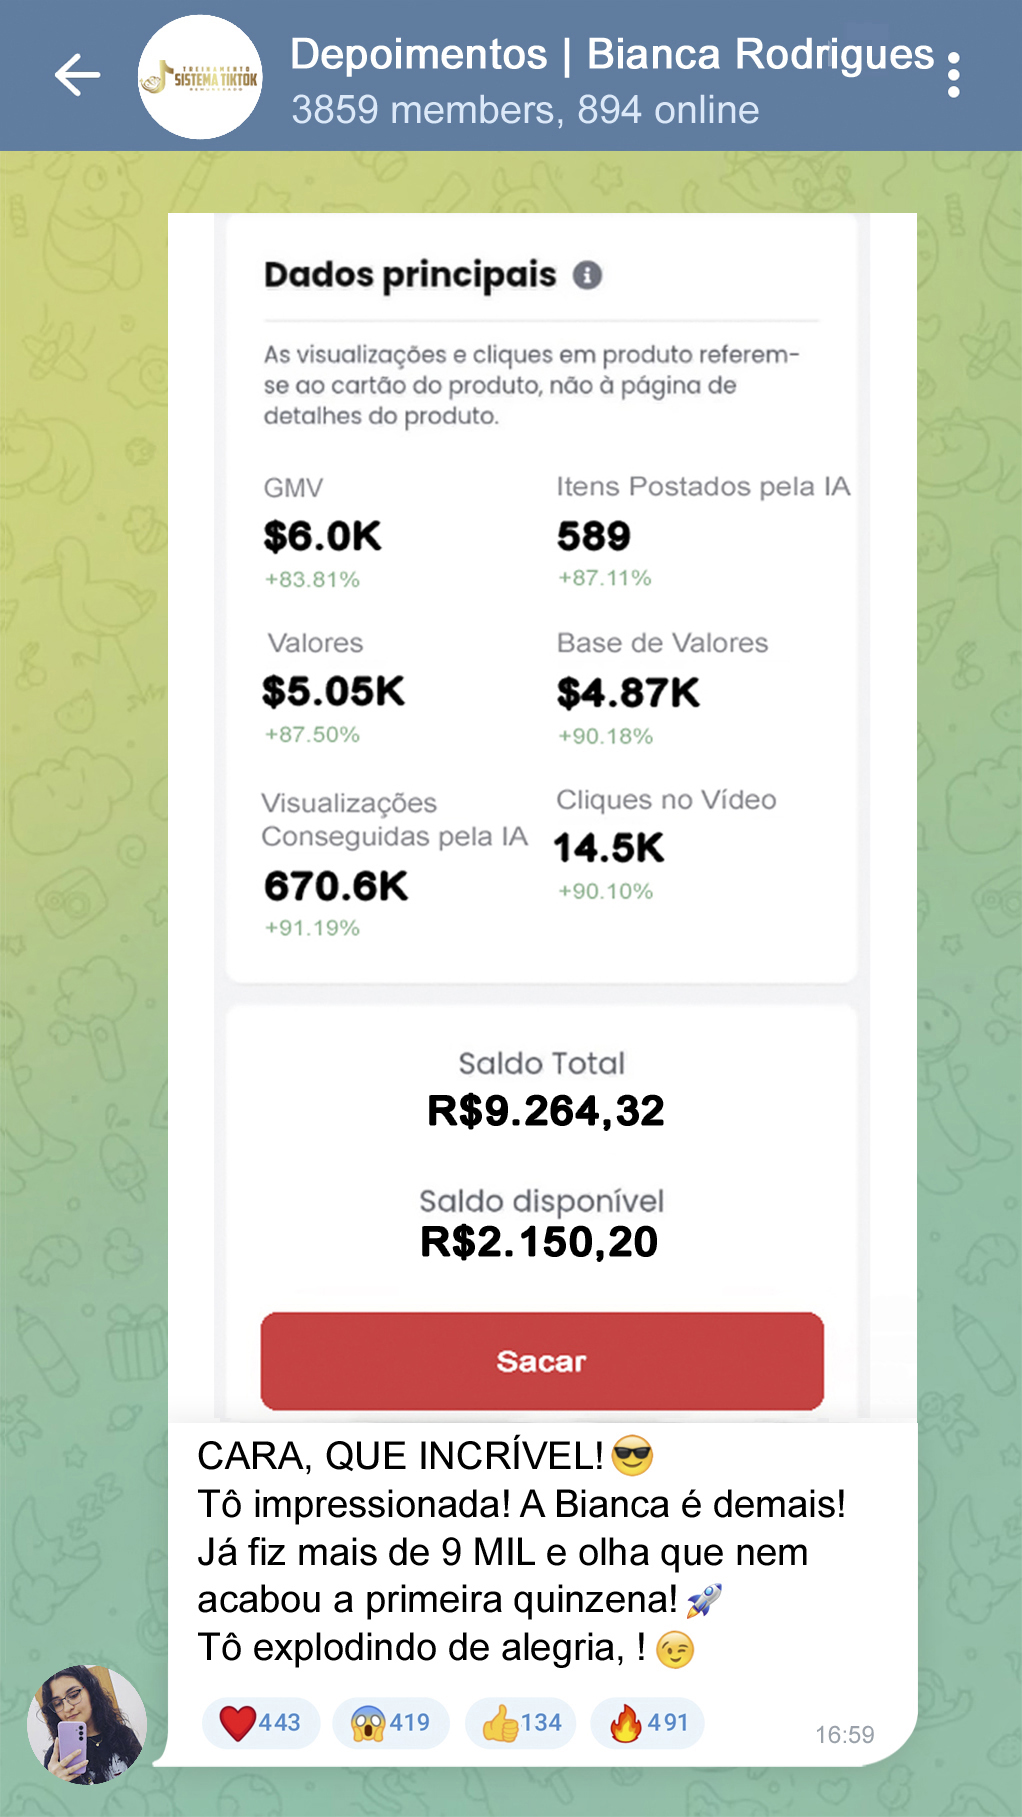 Depoimentos | Bianca Rodrigues
3859 members, 894 online
TREINAMENTO
SISTEMA TIKTOK
Dados principais
As visualizações e cliques em produto referem-
se ao cartão do produto, não à página de
detalhes do produto.
GMV
$6.0K
+83.81%
Itens Postados pela IA
589
+87.11%
Valores
$5.05K
+87.50%
Base de Valores
$4.87K
+90.18%
Visualizações
Conseguidas pela IA
670.6K
+91.19%
Cliques no Vídeo
14.5K
+90.10%
Saldo Total
R$9.264,32
Saldo disponível
R$2.150,20
Sacar
CARA, QUE INCRÍVEL!😎
Tô impressionada! A Bianca é demais!
Já fiz mais de 9 MIL e olha que nem
acabou a primeira quinzena!🚀
Tô explodindo de alegria, ! 😉
❤️443 😱419 👍134 🔥491
16:59